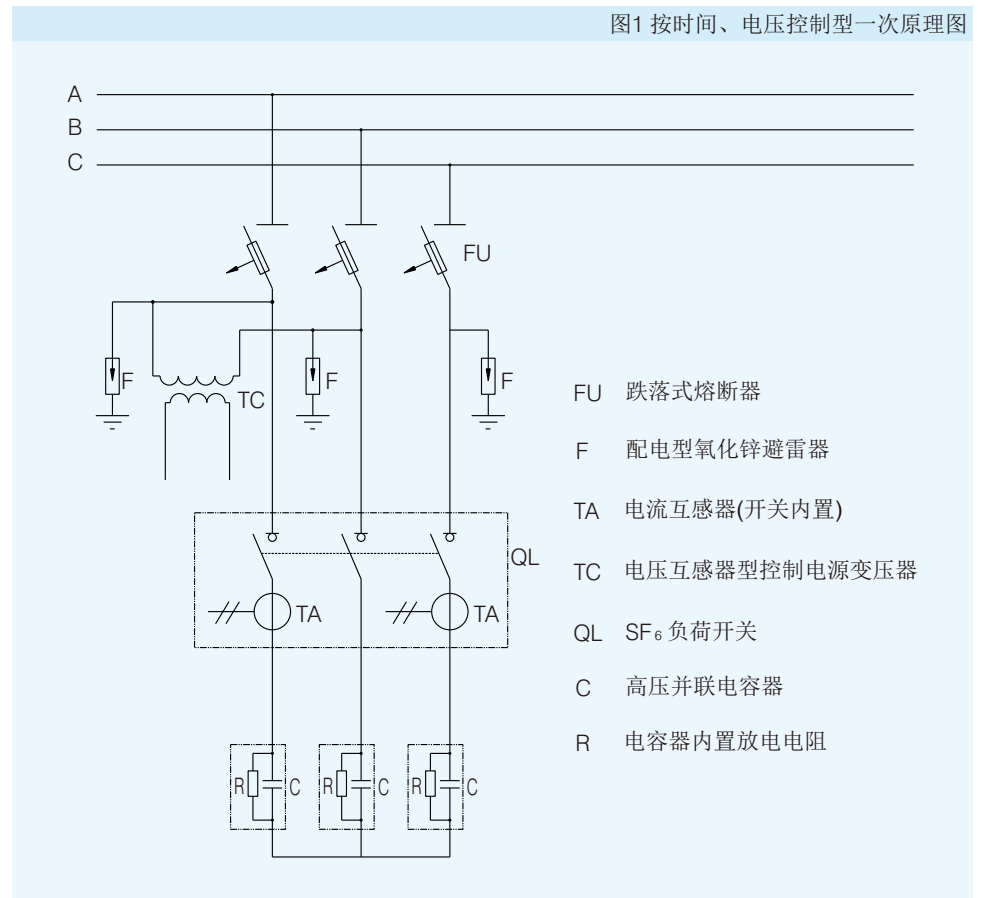 图1 按时间、电压控制型一次原理图
A
B
C
FU
F
TC
F
F
FU 跌落式熔断器
F 配电型氧化锌避雷器
TA 电流互感器(开关内置)
QL
TC 电压互感器型控制电源变压器
TA
TA
QL SF₆ 负荷开关
C 高压并联电容器
R 电容器内置放电电阻
R C R C R C